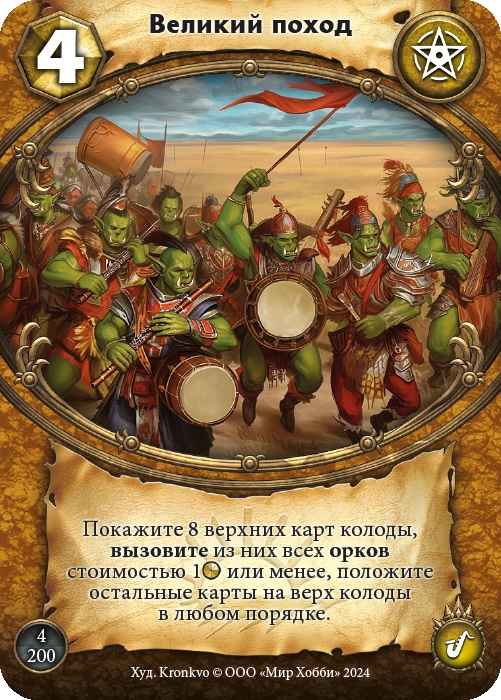 Великий поход
4
Покажите 8 верхних карт колоды,
вызовите из них всех орков
стоимостью 1 или менее, положите
остальные карты на верх колоды
в любом порядке.
4
200
Худ. Kronkvo © ООО «Мир Хобби» 2024